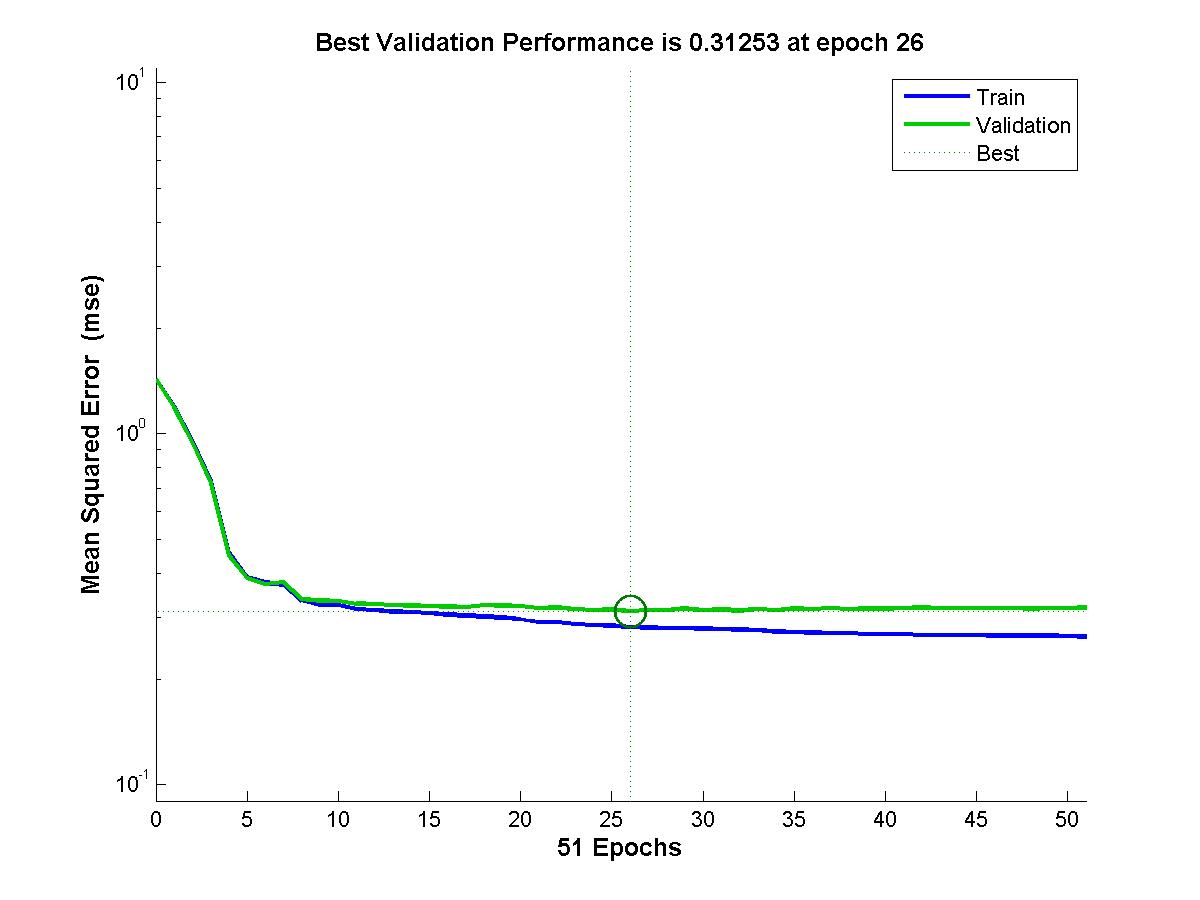 Best Validation Performance is 0.31253 at epoch 26
Train
Validation
Best
Mean Squared Error (mse)
10^1
10^0
10^-1
0 5 10 15 20 25 30 35 40 45 50
51 Epochs